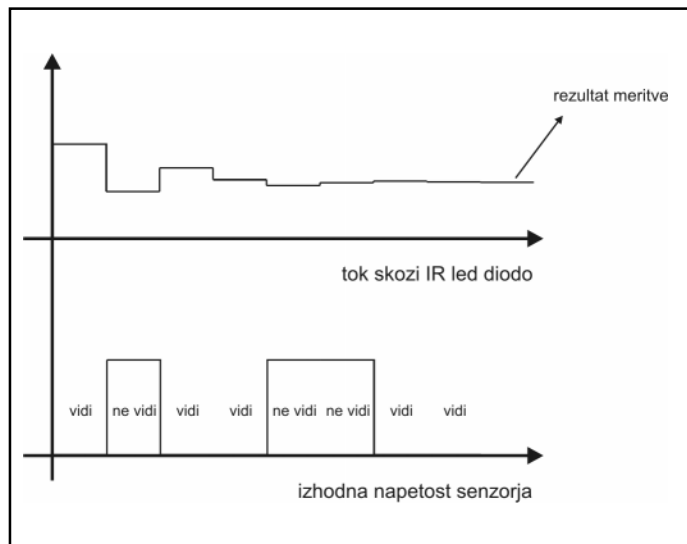 rezultat meritve
tok skozi IR led diodo
vidi ne vidi vidi vidi ne vidi ne vidi vidi vidi
izhodna napetost senzorja